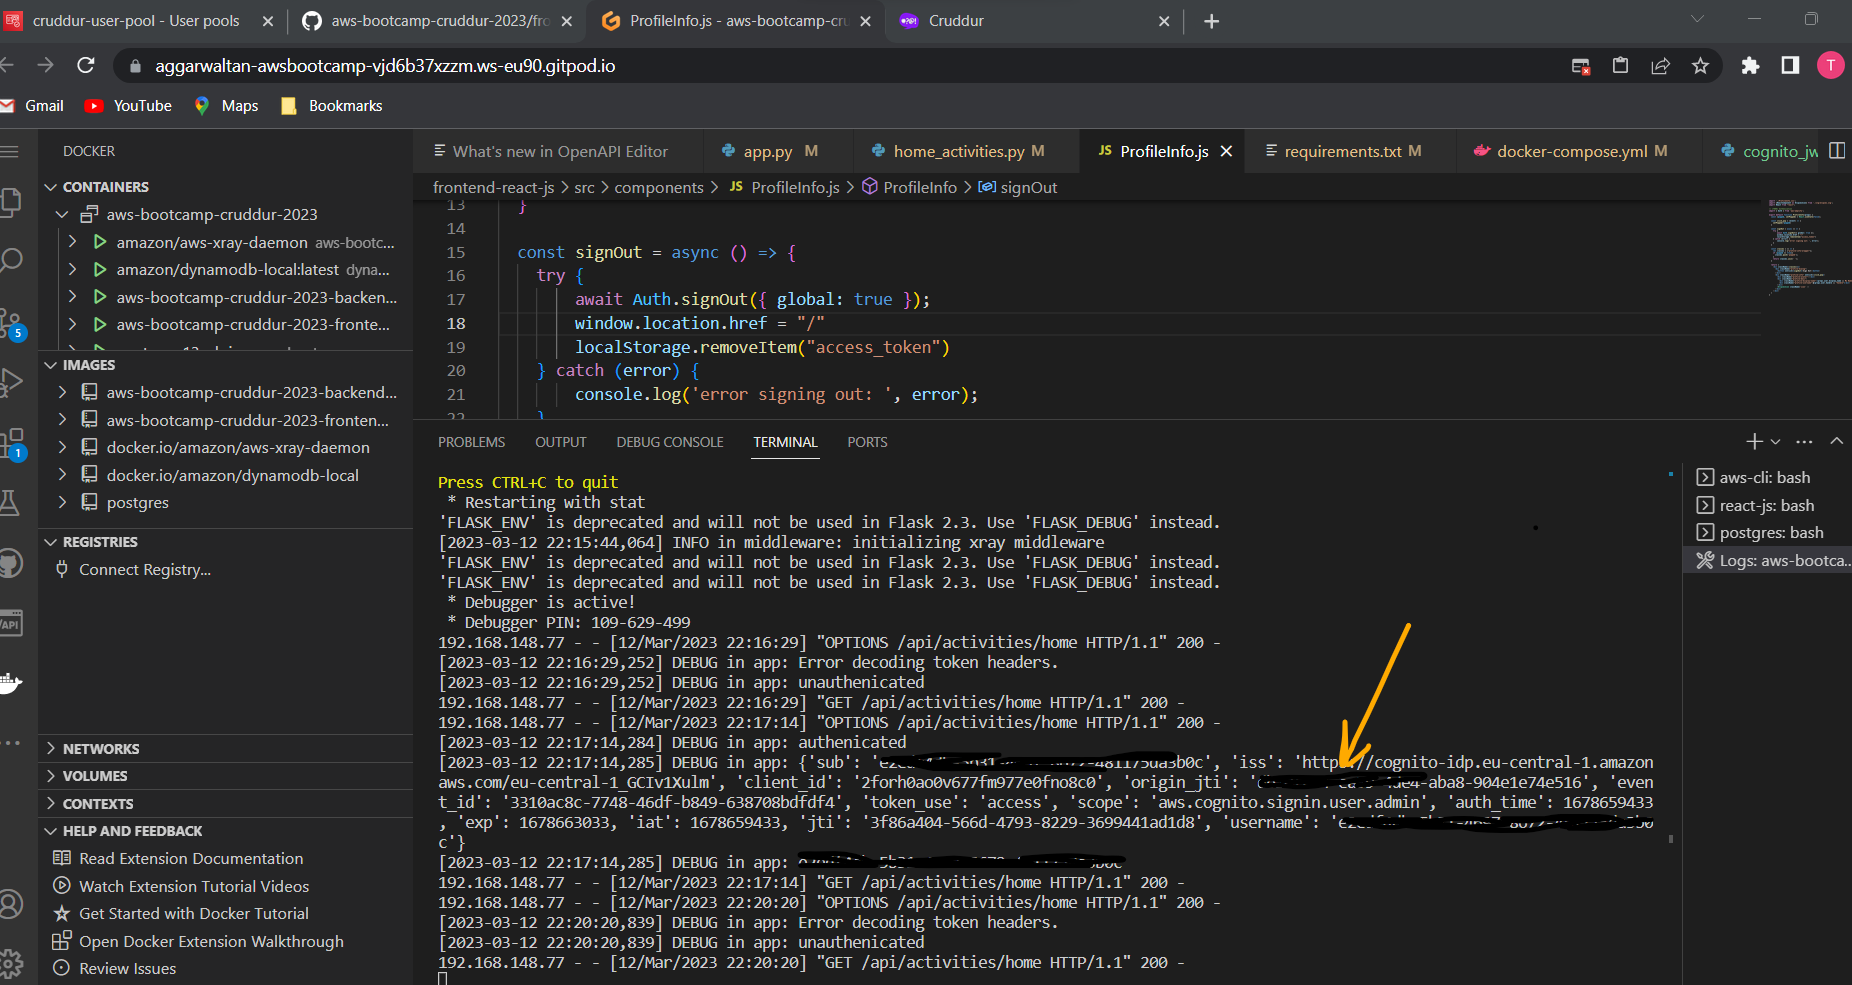 cruddur-user-pool - User pools
aws-bootcamp-cruddur-2023/fro
ProfileInfo.js - aws-bootcamp-cru
Cruddur
aggarwaltan-awsbootcamp-vjd6b37xzzm.ws-eu90.gitpod.io
T
Gmail
YouTube
Maps
Bookmarks
DOCKER
What's new in OpenAPI Editor
app.py M
home_activities.py M
JS ProfileInfo.js
requirements.txt M
docker-compose.yml M
cognito_jw
frontend-react-js > src > components > JS ProfileInfo.js > ProfileInfo > signOut
CONTAINERS
aws-bootcamp-cruddur-2023
amazon/aws-xray-daemon aws-bootc...
amazon/dynamodb-local:latest dyna...
aws-bootcamp-cruddur-2023-backen...
aws-bootcamp-cruddur-2023-fronte...
5
IMAGES
aws-bootcamp-cruddur-2023-backend...
aws-bootcamp-cruddur-2023-fronten...
docker.io/amazon/aws-xray-daemon
docker.io/amazon/dynamodb-local
postgres
1
REGISTRIES
Connect Registry...
API
NETWORKS
VOLUMES
CONTEXTS
HELP AND FEEDBACK
Read Extension Documentation
Watch Extension Tutorial Videos
Get Started with Docker Tutorial
Open Docker Extension Walkthrough
Review Issues
13 }
14
15 const signOut = async () => {
16 try {
17 await Auth.signOut({ global: true });
18 window.location.href = "/"
19 localStorage.removeItem("access_token")
20 } catch (error) {
21 console.log('error signing out: ', error);
22 }
PROBLEMS OUTPUT DEBUG CONSOLE TERMINAL PORTS
Press CTRL+C to quit
* Restarting with stat
'FLASK_ENV' is deprecated and will not be used in Flask 2.3. Use 'FLASK_DEBUG' instead.
[2023-03-12 22:15:44,064] INFO in middleware: initializing xray middleware
'FLASK_ENV' is deprecated and will not be used in Flask 2.3. Use 'FLASK_DEBUG' instead.
'FLASK_ENV' is deprecated and will not be used in Flask 2.3. Use 'FLASK_DEBUG' instead.
* Debugger is active!
* Debugger PIN: 109-629-499
192.168.148.77 - - [12/Mar/2023 22:16:29] "OPTIONS /api/activities/home HTTP/1.1" 200 -
[2023-03-12 22:16:29,252] DEBUG in app: Error decoding token headers.
[2023-03-12 22:16:29,252] DEBUG in app: unauthenicated
192.168.148.77 - - [12/Mar/2023 22:16:29] "GET /api/activities/home HTTP/1.1" 200 -
192.168.148.77 - - [12/Mar/2023 22:17:14] "OPTIONS /api/activities/home HTTP/1.1" 200 -
[2023-03-12 22:17:14,284] DEBUG in app: authenicated
[2023-03-12 22:17:14,285] DEBUG in app: {'sub': 'iss': 'https://cognito-idp.eu-central-1.amazon
aws.com/eu-central-1_GCIv1Xulm', 'client_id': '2forh0ao0v677fm977e0fno8c0', 'origin_jti': -aba8-904e1e74e516', 'even
t_id': '3310ac8c-7748-46df-b849-638708bdfdf4', 'token_use': 'access', 'scope': 'aws.cognito.signin.user.admin', 'auth_time': 1678659433
, 'exp': 1678663033, 'iat': 1678659433, 'jti': '3f86a404-566d-4793-8229-3699441ad1d8', 'username':
c'}
[2023-03-12 22:17:14,285] DEBUG in app:
192.168.148.77 - - [12/Mar/2023 22:17:14] "GET /api/activities/home HTTP/1.1" 200 -
192.168.148.77 - - [12/Mar/2023 22:20:20] "OPTIONS /api/activities/home HTTP/1.1" 200 -
[2023-03-12 22:20:20,839] DEBUG in app: Error decoding token headers.
[2023-03-12 22:20:20,839] DEBUG in app: unauthenicated
192.168.148.77 - - [12/Mar/2023 22:20:20] "GET /api/activities/home HTTP/1.1" 200 -
aws-cli: bash
react-js: bash
postgres: bash
Logs: aws-bootca...